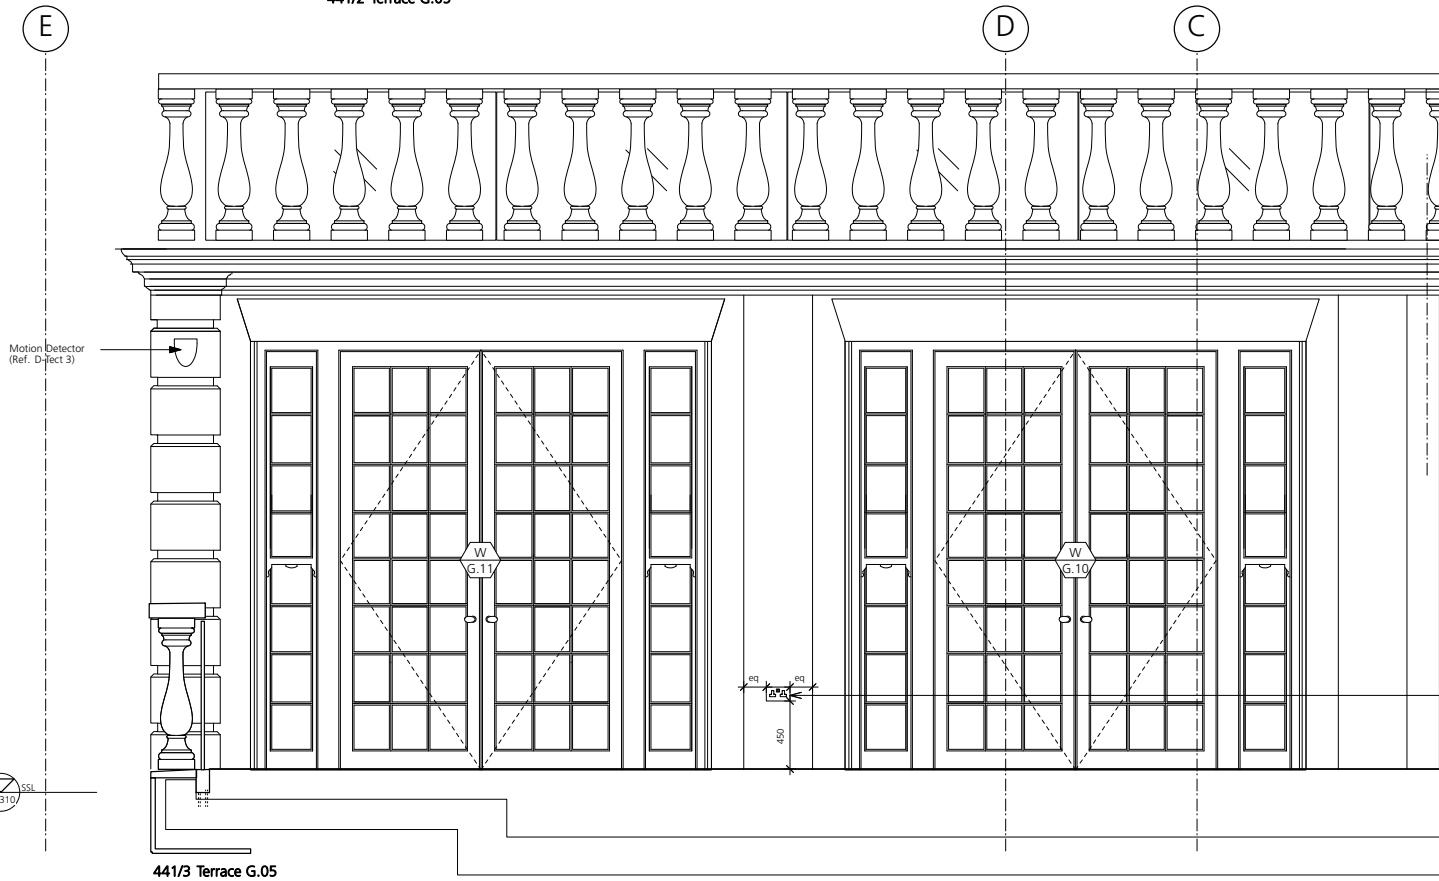 441/2 Terrace G.05
E
D
C
Motion Detector
(Ref. D-Tect 3)
W
G.11
W
G.10
eq
eq
450
SSL
310
441/3 Terrace G.05